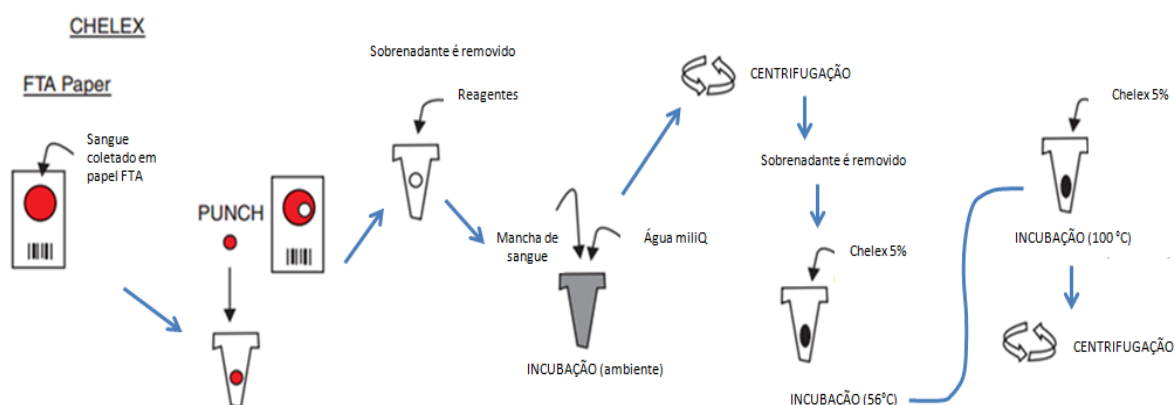 CHELEX
FTA Paper
Sangue
coletado em
papel FTA
PUNCH
Sobrenadante é removido
Reagentes
Mancha de
sangue
Água miliQ
INCUBAÇÃO (ambiente)
CENTRIFUGAÇÃO
Sobrenadante é removido
Chelex 5%
INCUBAÇÃO (56°C)
Chelex 5%
INCUBAÇÃO (100 °C)
CENTRIFUGAÇÃO